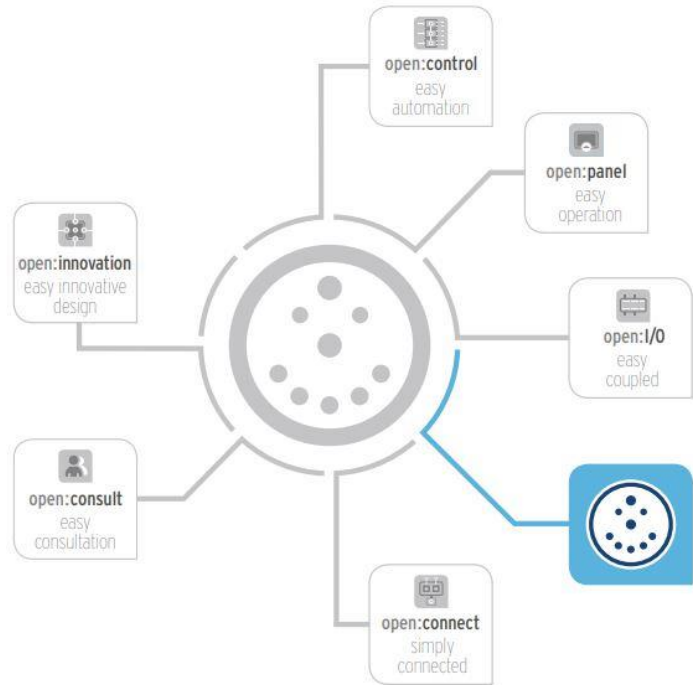 open:control
easy
automation
open:panel
easy
operation
open:innovation
easy innovative
design
open:I/O
easy
coupled
open:consult
easy
consultation
open:connect
simply
connected